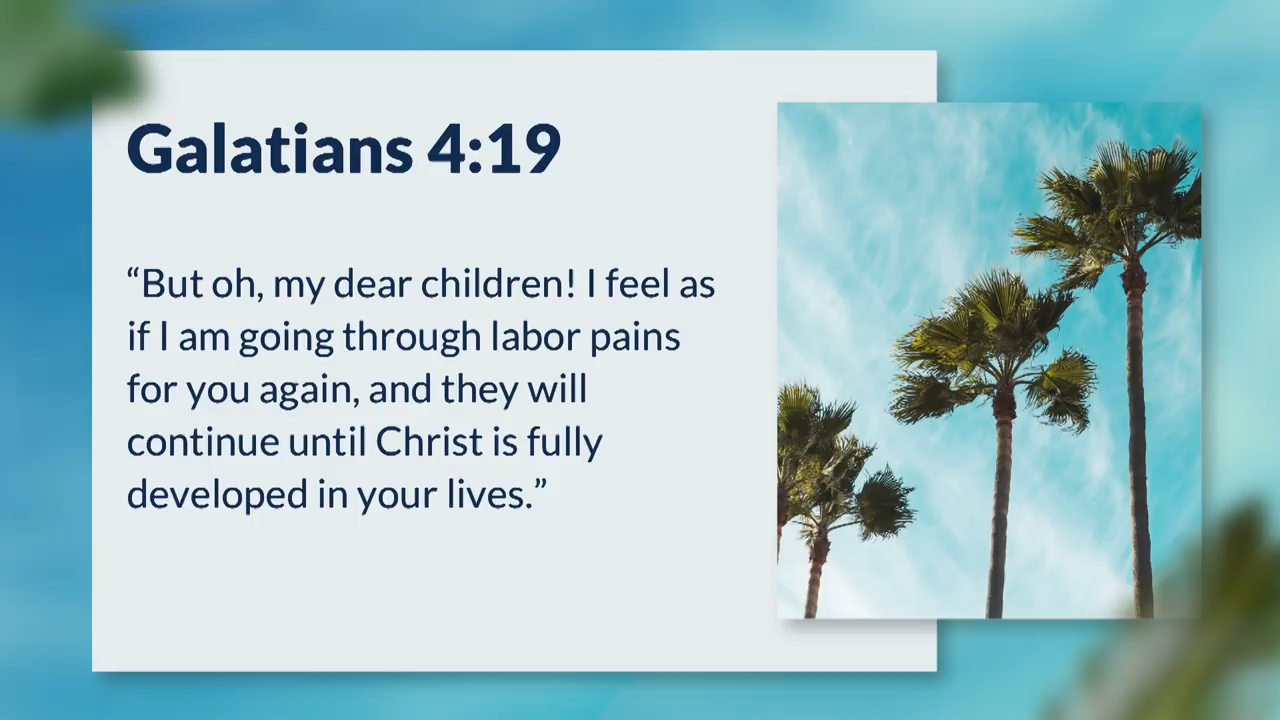 Galatians 4:19
“But oh, my dear children! I feel as
if I am going through labor pains
for you again, and they will
continue until Christ is fully
developed in your lives.”